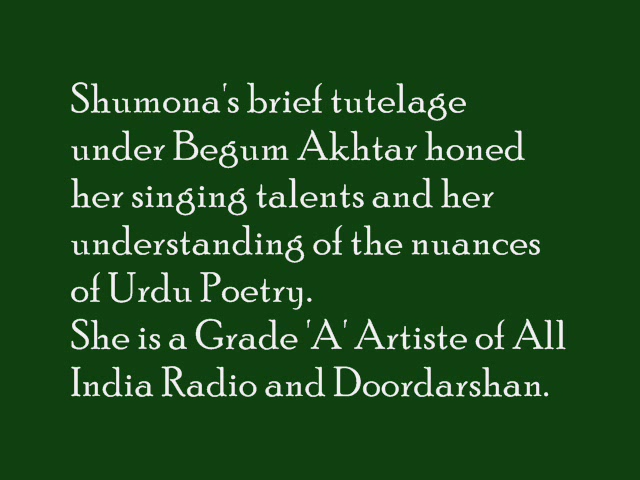 Shumona's brief tutelage
under Begum Akhtar honed
her singing talents and her
understanding of the nuances
of Urdu Poetry.
She is a Grade 'A' Artiste of All
India Radio and Doordarshan.